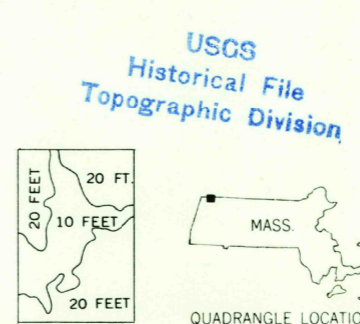 USGS
Historical File
Topographic Division
20 FEET
20 FT.
10 FEET
20 FEET
MASS.
QUADRANGLE LOCATIO